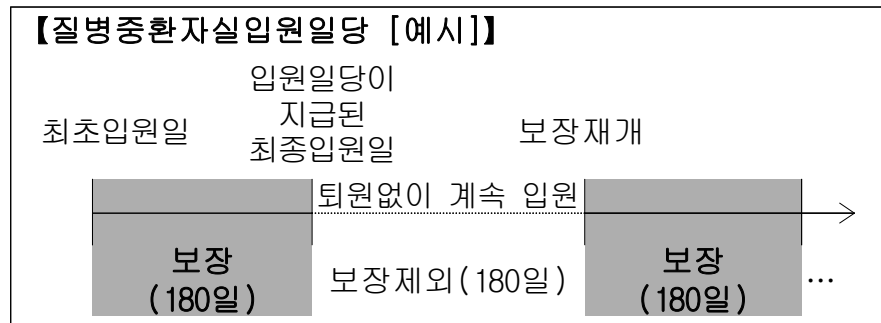 【질병중환자실입원일당 [예시]】
입원일당이
지급된
최종입원일
최초입원일
보장재개
퇴원없이 계속 입원
보장
(180일)
보장제외(180일)
보장
(180일)
…